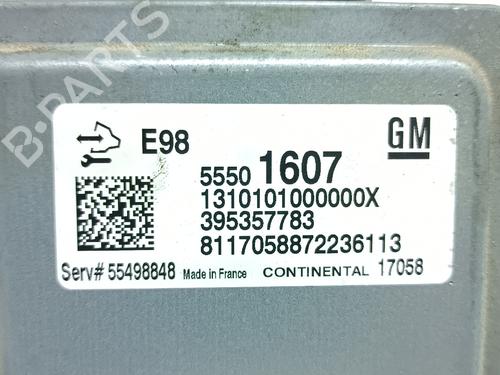 B-PARTS
E98
GM
5550 1607
1310101000000X
395357783
8117058872236113
Serv# 55498848 Made in France CONTINENTAL 17058